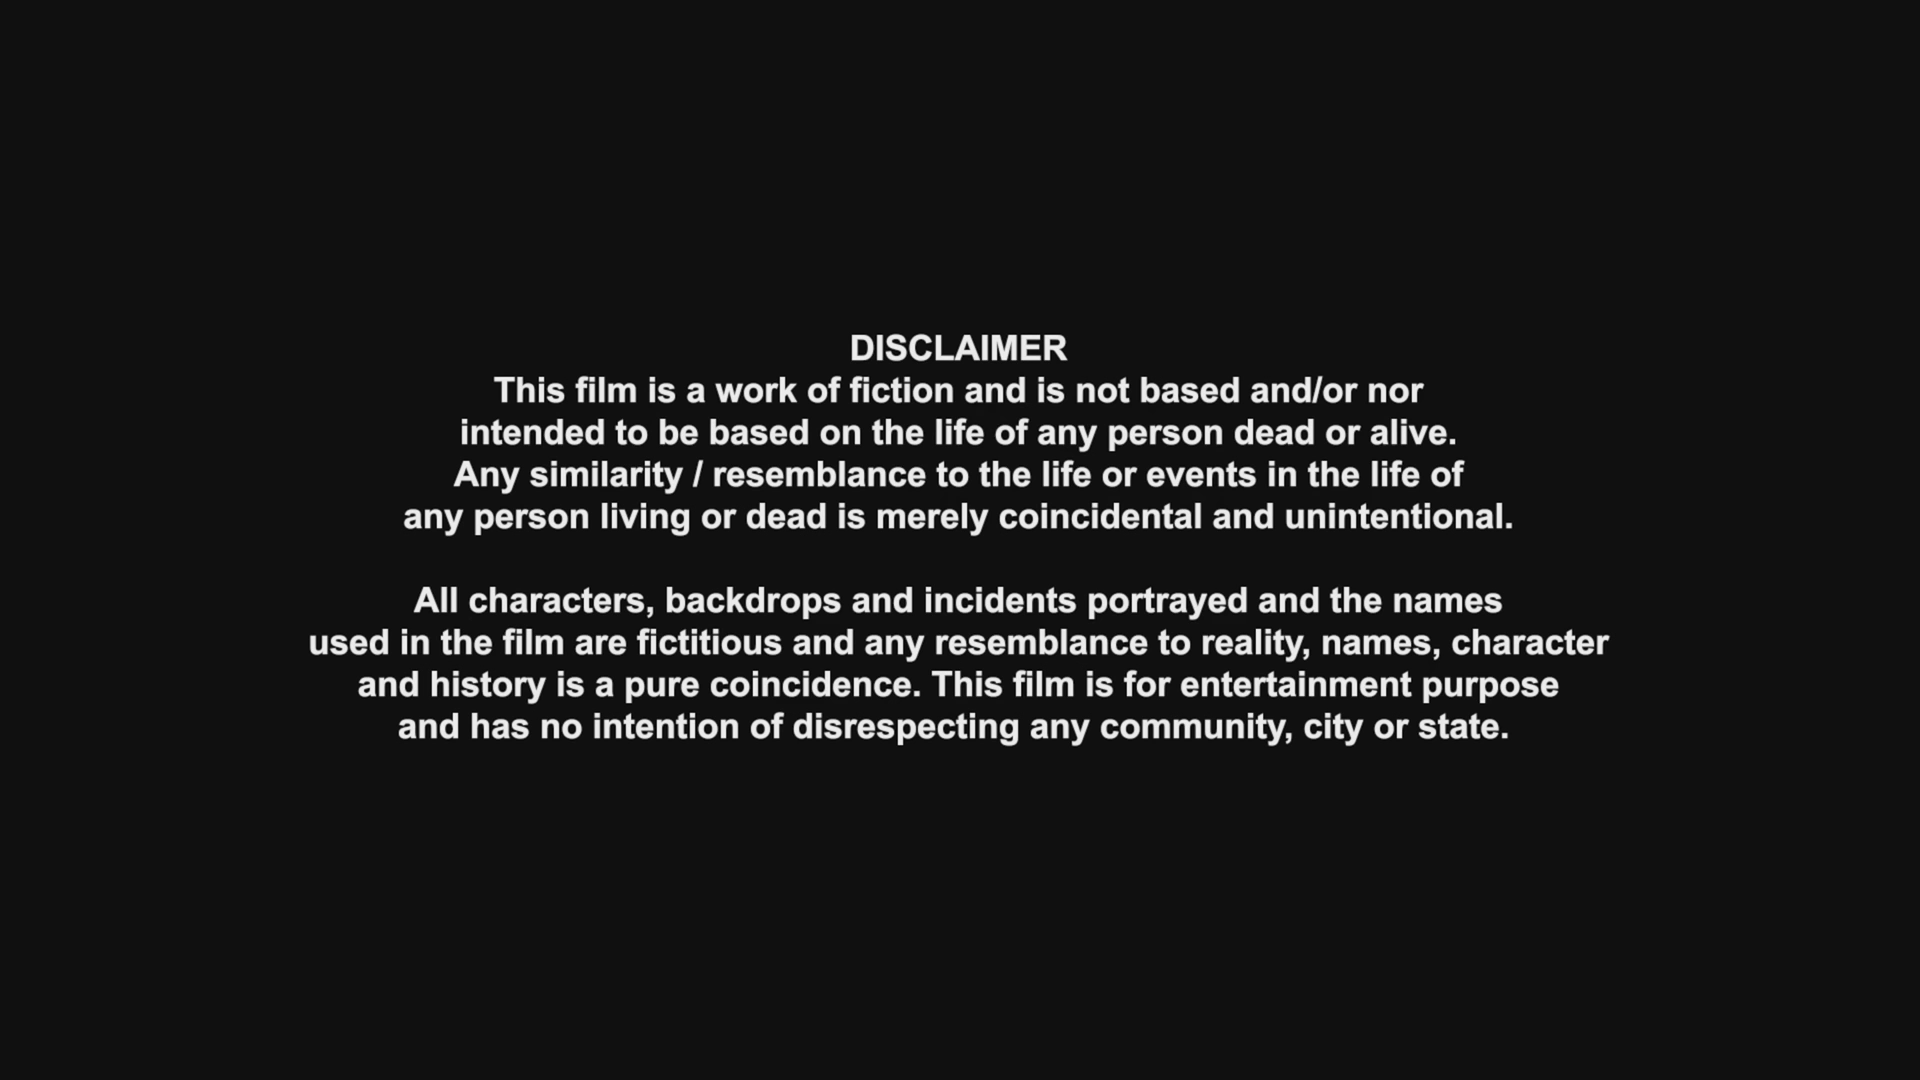 DISCLAIMER
This film is a work of fiction and is not based and/or nor
intended to be based on the life of any person dead or alive.
Any similarity / resemblance to the life or events in the life of
any person living or dead is merely coincidental and unintentional.
All characters, backdrops and incidents portrayed and the names
used in the film are fictitious and any resemblance to reality, names, character
and history is a pure coincidence. This film is for entertainment purpose
and has no intention of disrespecting any community, city or state.